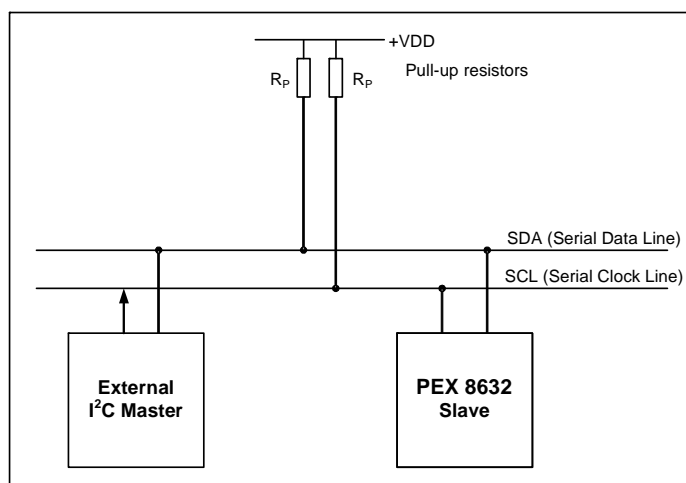 +VDD
R_P R_P Pull-up resistors
SDA (Serial Data Line)
SCL (Serial Clock Line)
External
I²C Master
PEX 8632
Slave